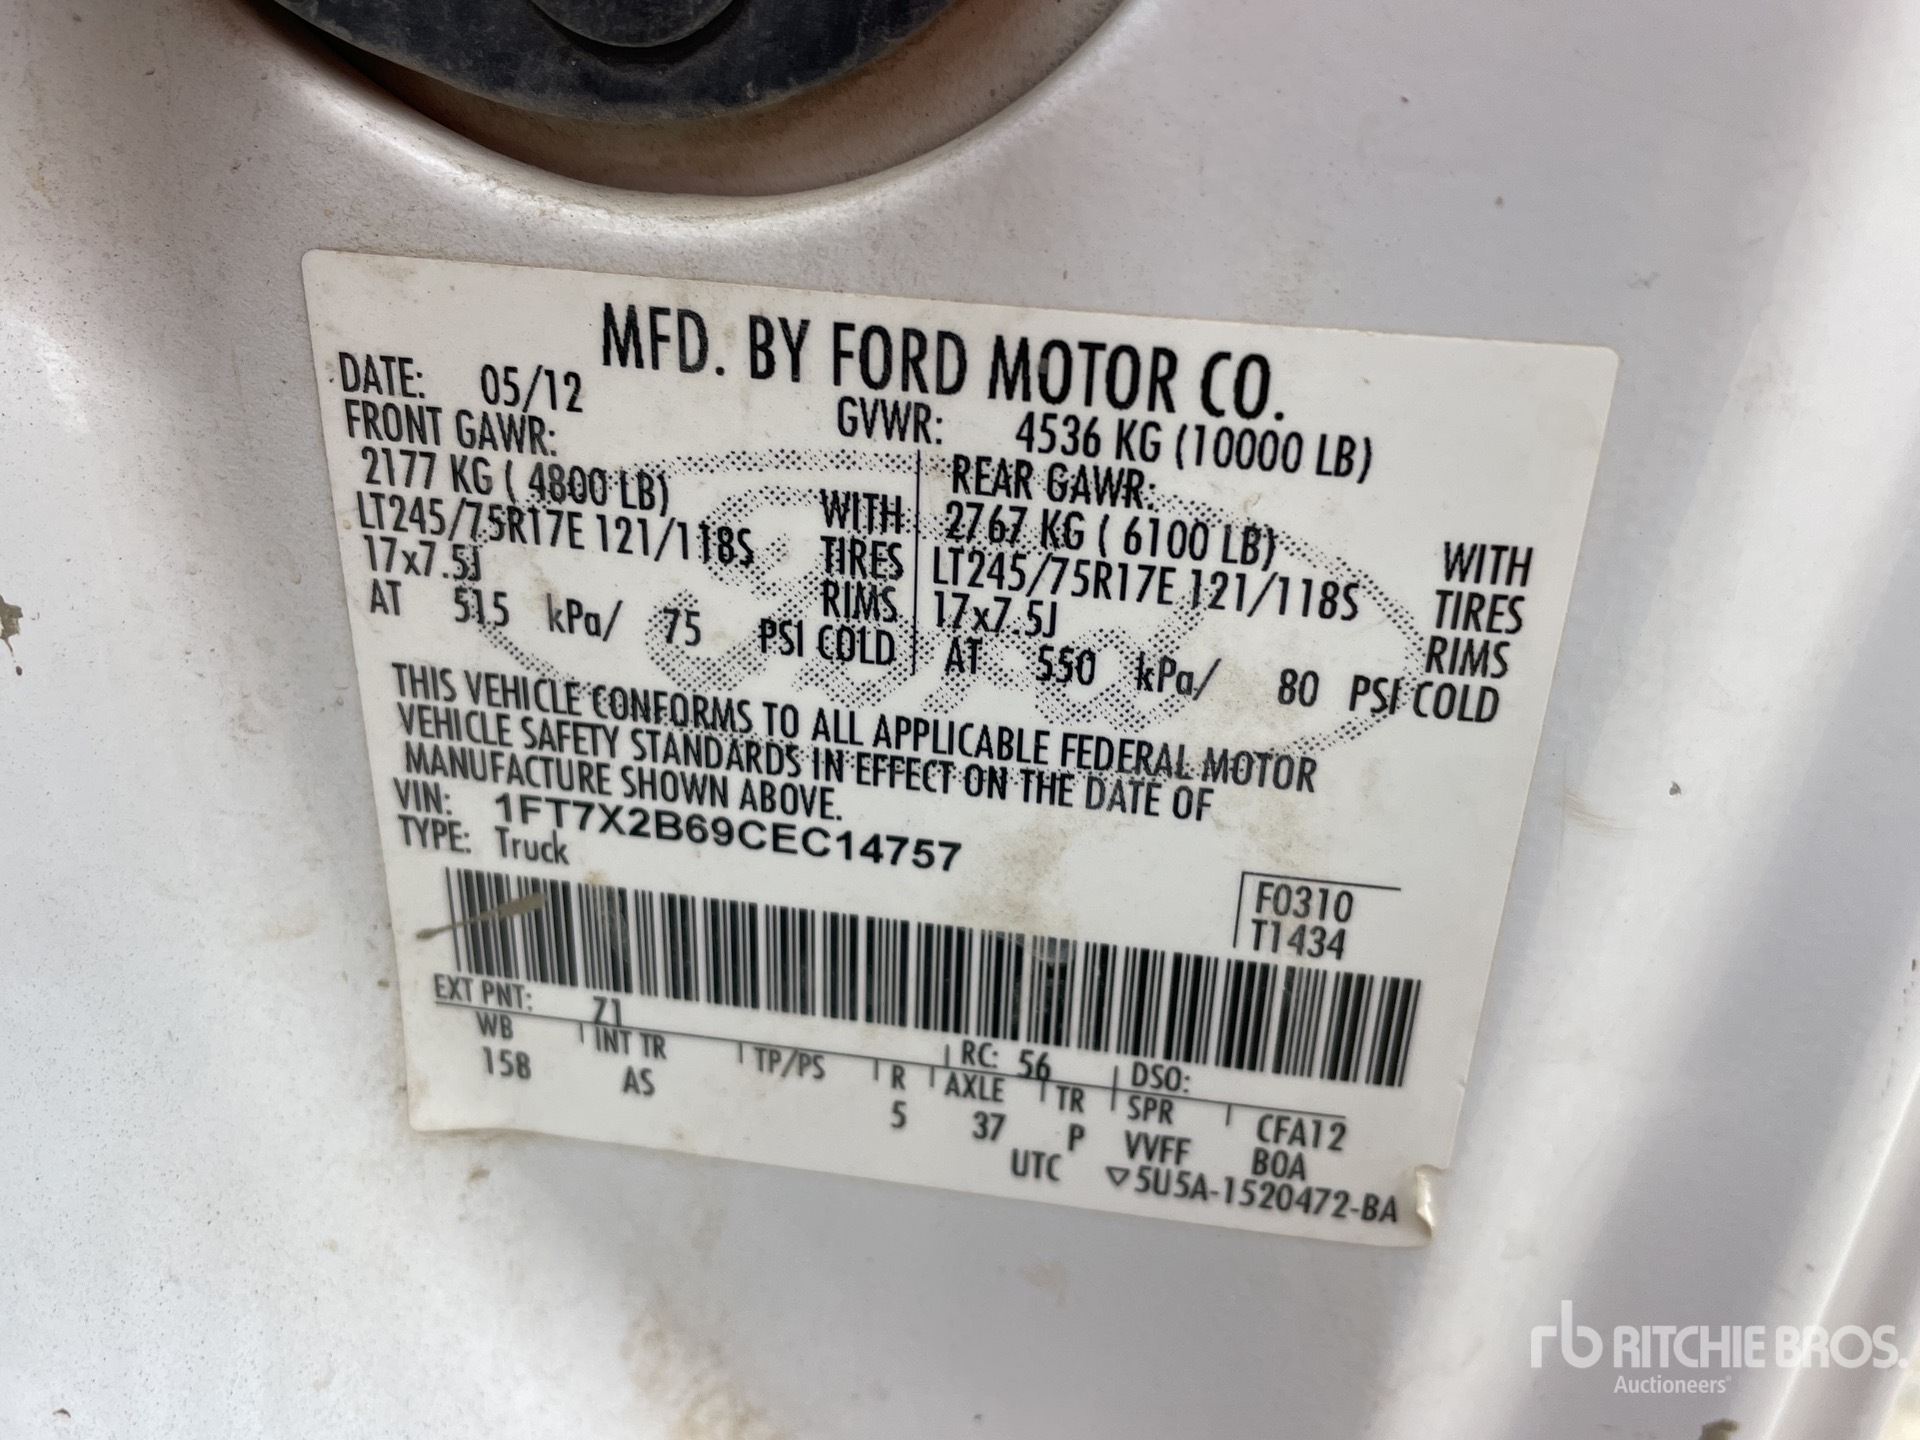 MFD. BY FORD MOTOR CO.
DATE: 05/12 GVWR: 4536 KG (10000 LB)
FRONT GAWR: REAR GAWR:
2177 KG ( 4800 LB) WITH 2767 KG ( 6100 LB) WITH
LT245/75R17E 121/118S TIRES LT245/75R17E 121/118S TIRES
17x7.5J RIMS 17x7.5J RIMS
AT 515 kPa/ 75 PSI COLD AT 550 kPa/ 80 PSI COLD
THIS VEHICLE CONFORMS TO ALL APPLICABLE FEDERAL MOTOR
VEHICLE SAFETY STANDARDS IN EFFECT ON THE DATE OF
MANUFACTURE SHOWN ABOVE.
VIN: 1FT7X2B69CEC14757
TYPE: Truck
F0310
T1434
EXT PNT: Z1 RC: 56 DSO:
WB INT TR TP/PS R AXLE TR SPR CFA12
158 AS 5 37 P VVFF BOA
UTC ▽5U5A-1520472-BA
rb RITCHIE BROS.
Auctioneers